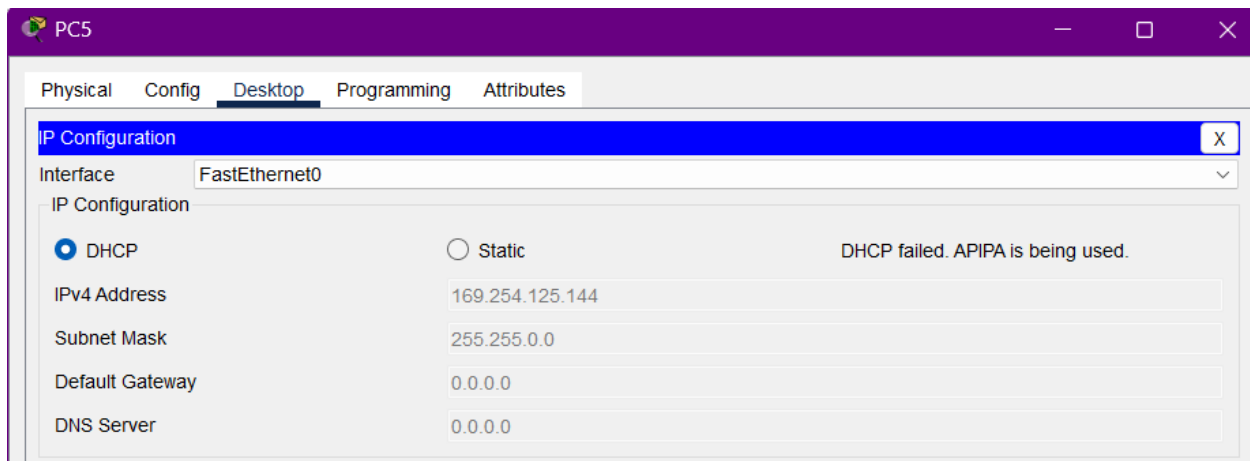 PC5
Physical Config Desktop Programming Attributes
IP Configuration X
Interface FastEthernet0
IP Configuration
DHCP Static DHCP failed. APIPA is being used.
IPv4 Address 169.254.125.144
Subnet Mask 255.255.0.0
Default Gateway 0.0.0.0
DNS Server 0.0.0.0